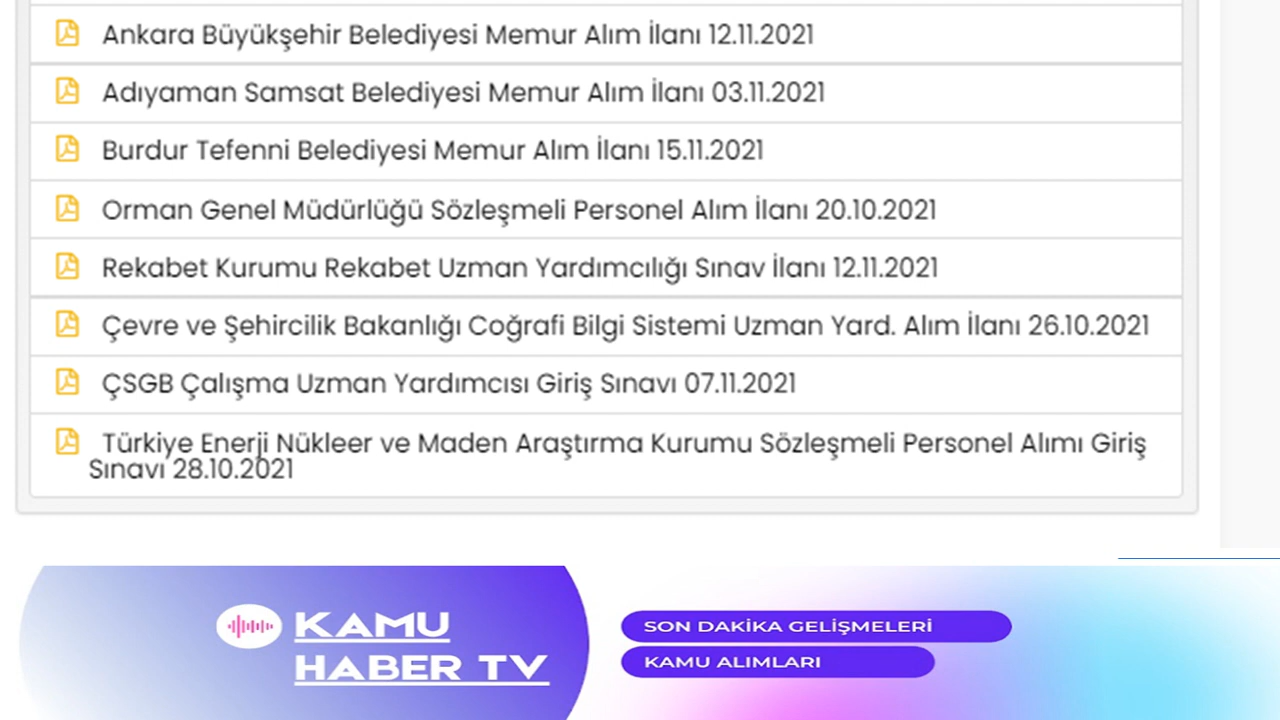 Ankara Büyükşehir Belediyesi Memur Alım İlanı 12.11.2021
Adıyaman Samsat Belediyesi Memur Alım İlanı 03.11.2021
Burdur Tefenni Belediyesi Memur Alım İlanı 15.11.2021
Orman Genel Müdürlüğü Sözleşmeli Personel Alım İlanı 20.10.2021
Rekabet Kurumu Rekabet Uzman Yardımcılığı Sınav İlanı 12.11.2021
Çevre ve Şehircilik Bakanlığı Coğrafi Bilgi Sistemi Uzman Yard. Alım İlanı 26.10.2021
ÇSGB Çalışma Uzman Yardımcısı Giriş Sınavı 07.11.2021
Türkiye Enerji Nükleer ve Maden Araştırma Kurumu Sözleşmeli Personel Alımı Giriş
Sınavı 28.10.2021
KAMU
HABER TV
SON DAKİKA GELİŞMELERİ
KAMU ALIMLARI